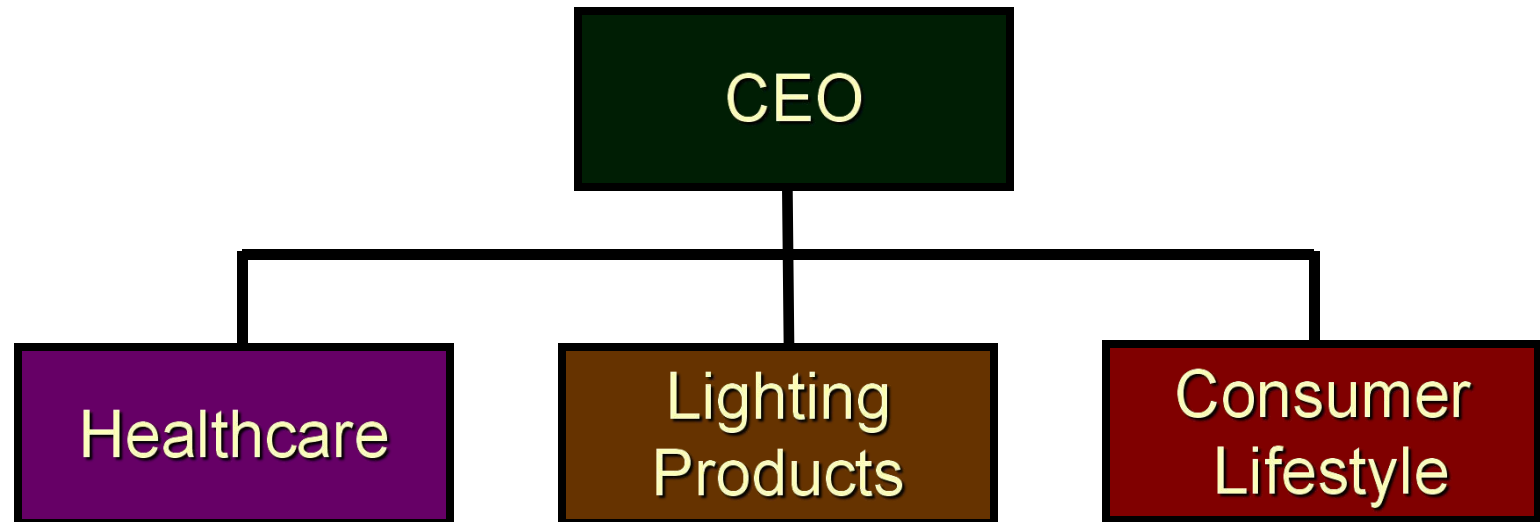 CEO
Healthcare
Lighting
Products
Consumer
Lifestyle